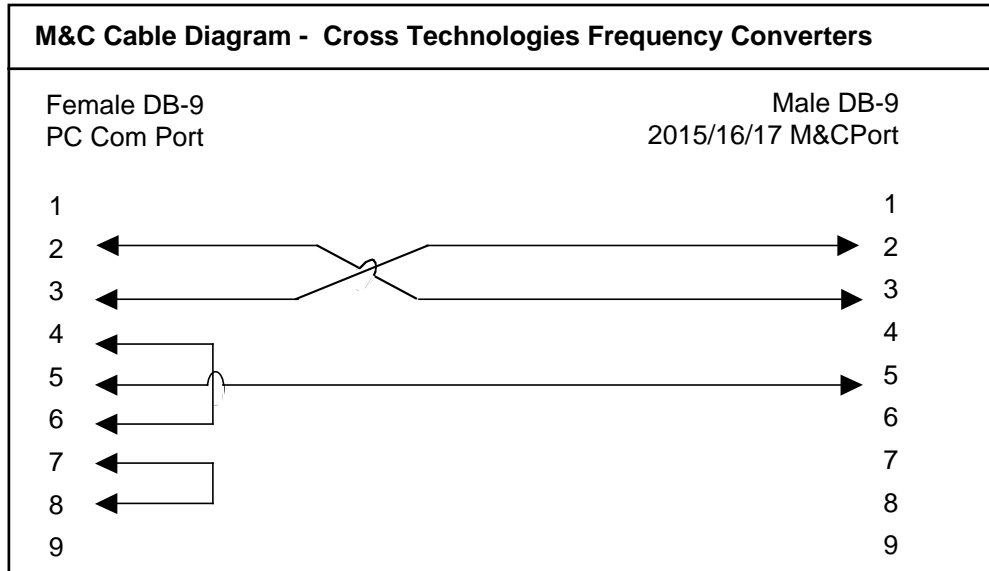 M&C Cable Diagram - Cross Technologies Frequency Converters
Female DB-9
PC Com Port
Male DB-9
2015/16/17 M&CPort
1 1
2 2
3 3
4 4
5 5
6 6
7 7
8 8
9 9